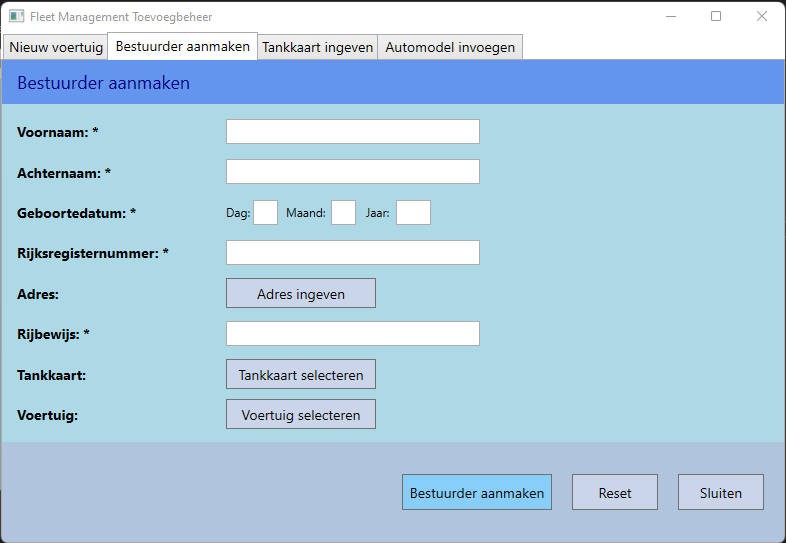 Fleet Management Toevoegbeheer
Nieuw voertuig Bestuurder aanmaken Tankkaart ingeven Automodel invoegen
Bestuurder aanmaken
Voornaam: *
Achternaam: *
Geboortedatum: * Dag: Maand: Jaar:
Rijksregisternummer: *
Adres: Adres ingeven
Rijbewijs: *
Tankkaart: Tankkaart selecteren
Voertuig: Voertuig selecteren
Bestuurder aanmaken Reset Sluiten